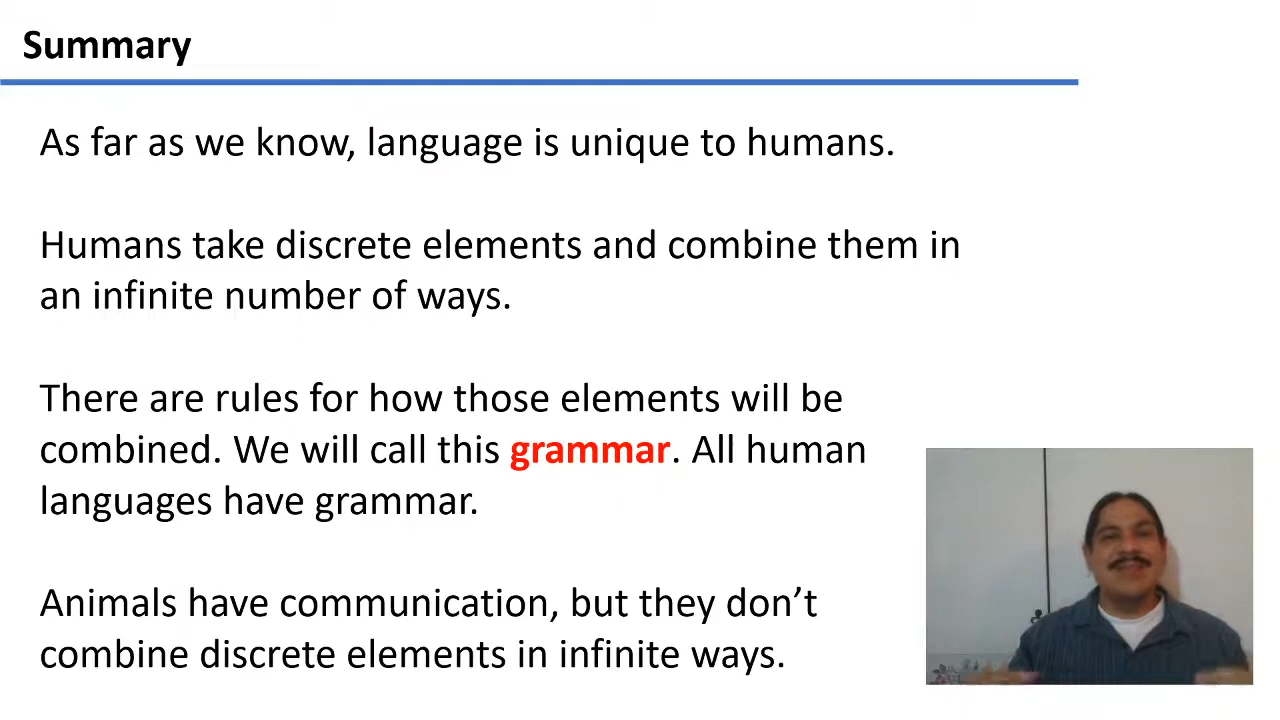 Summary
As far as we know, language is unique to humans.
Humans take discrete elements and combine them in
an infinite number of ways.
There are rules for how those elements will be
combined. We will call this grammar. All human
languages have grammar.
Animals have communication, but they don’t
combine discrete elements in infinite ways.